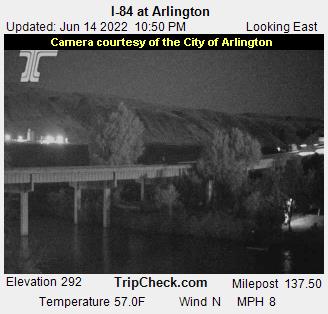 I-84 at Arlington
Updated: Jun 14 2022 10:50 PM Looking East
Camera courtesy of the City of Arlington
Elevation 292 TripCheck.com Milepost 137.50
Temperature 57.0F Wind N MPH 8